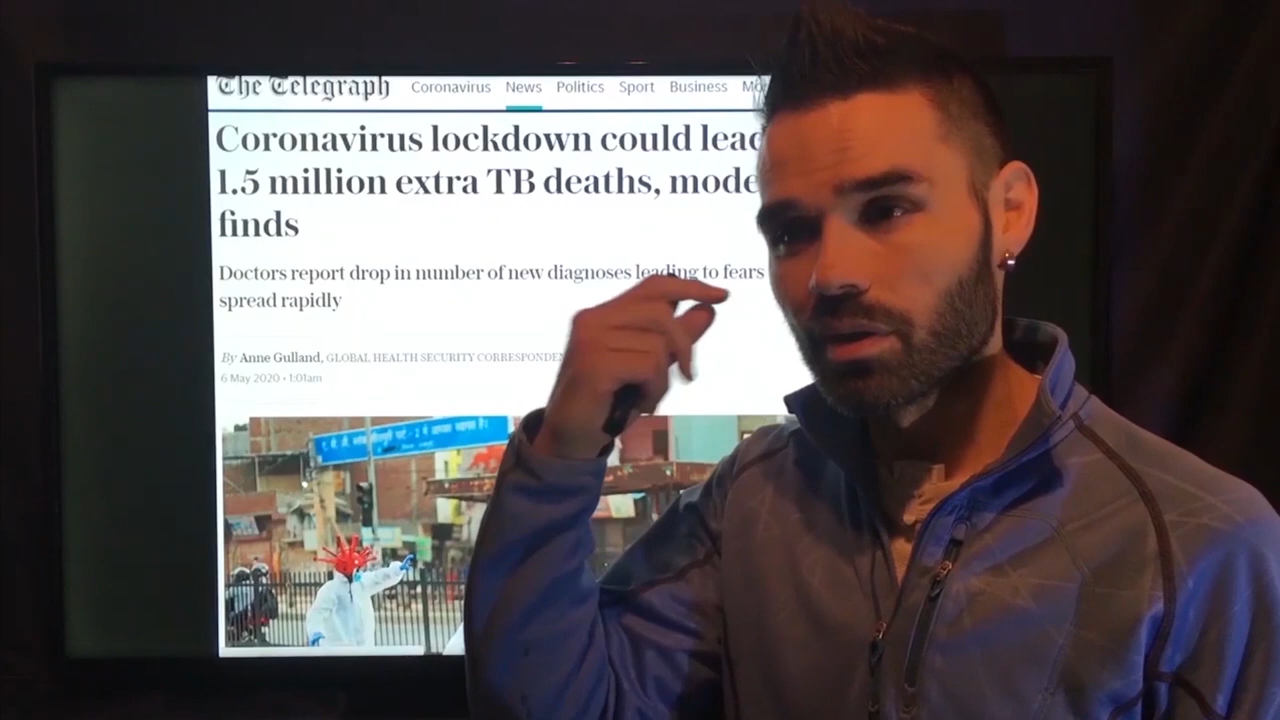 The Telegraph
Coronavirus News Politics Sport Business
Coronavirus lockdown could lead
1.5 million extra TB deaths,
finds
Doctors report drop in number of new diagnoses leading to fears
spread rapidly
By Anne Gulland, GLOBAL HEALTH SECURITY
6 May 2020 • 1:01am